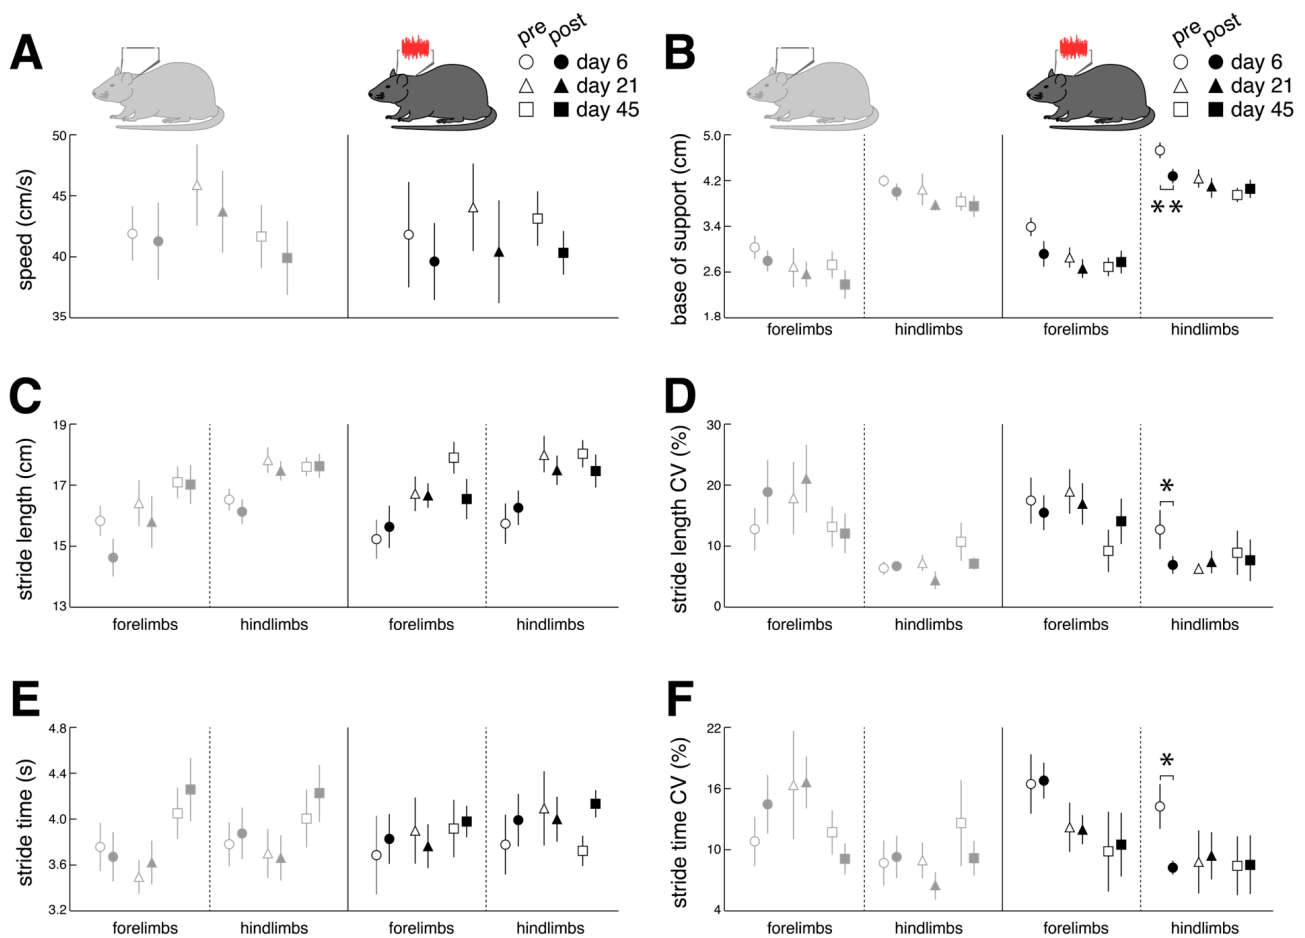 A
pre post
day 6
day 21
day 45
speed (cm/s)
50
45
40
35
B
pre post
day 6
day 21
day 45
base of support (cm)
5.0
4.2
3.4
2.6
1.8
**
forelimbs hindlimbs forelimbs hindlimbs
C
stride length (cm)
19
17
15
13
forelimbs hindlimbs forelimbs hindlimbs
D
stride length CV (%)
30
20
10
0
*
forelimbs hindlimbs forelimbs hindlimbs
E
stride time (s)
4.8
4.4
4.0
3.6
3.2
forelimbs hindlimbs forelimbs hindlimbs
F
stride time CV (%)
22
16
10
4
*
forelimbs hindlimbs forelimbs hindlimbs